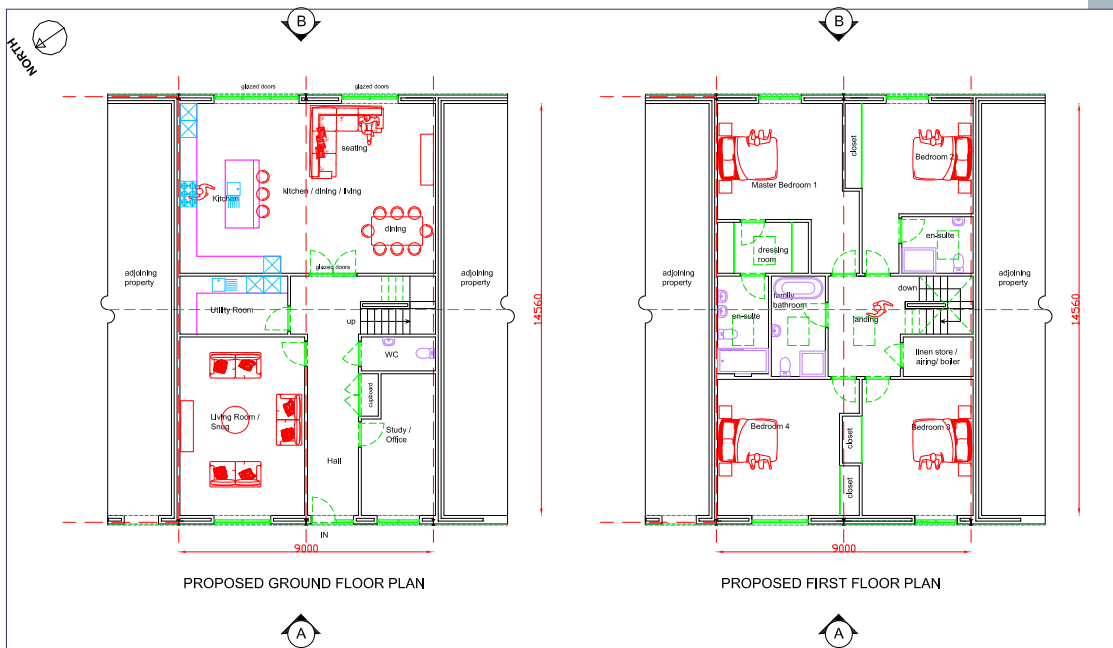 B
B
NORTH
glazed doors
glazed doors
seating
kitchen / dining / living
Kitchen
dining
glazed doors
adjoining
property
adjoining
property
Utility Room
up
WC
cupboard
Living Room /
Snug
Study /
Office
Hall
IN
9000
14560
PROPOSED GROUND FLOOR PLAN
A
closet
Bedroom 2
Master Bedroom 1
en-suite
dressing
room
adjoining
property
adjoining
property
down
family
bathroom
en-suite
landing
linen store /
airing/ boiler
Bedroom 4
Bedroom 3
closet
closet
9000
14560
PROPOSED FIRST FLOOR PLAN
A